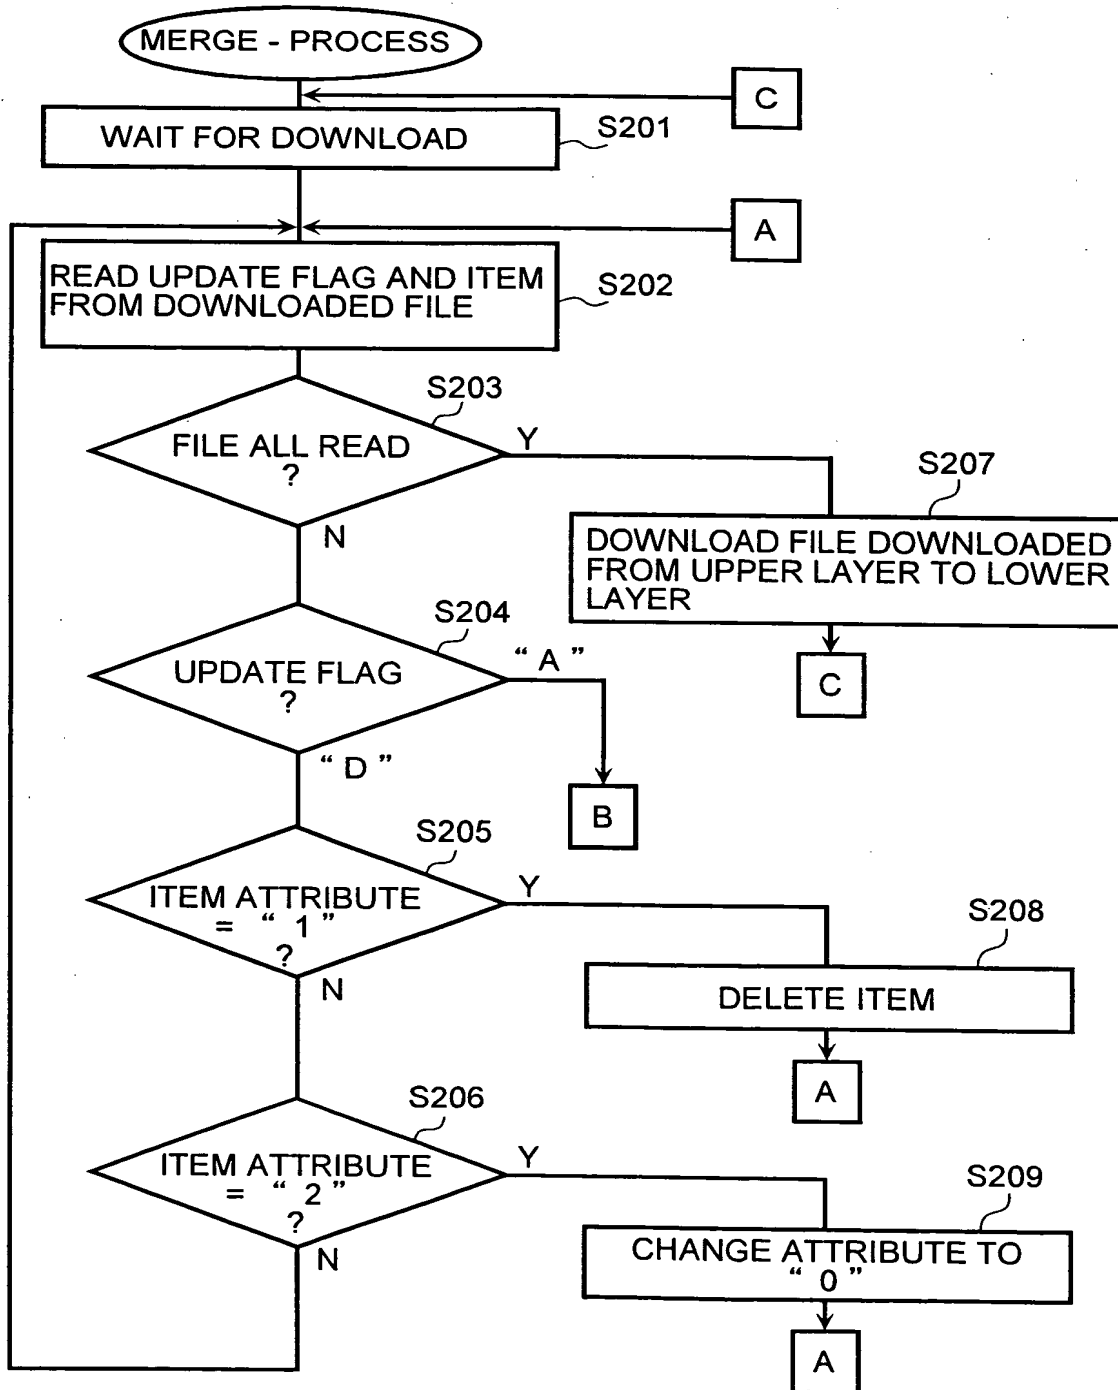 MERGE - PROCESS
C
WAIT FOR DOWNLOAD
S201
A
READ UPDATE FLAG AND ITEM
FROM DOWNLOADED FILE
S202
S203
FILE ALL READ
?
Y
N
S207
DOWNLOAD FILE DOWNLOADED
FROM UPPER LAYER TO LOWER
LAYER
C
S204
UPDATE FLAG
?
“ A ”
“ D ”
B
S205
ITEM ATTRIBUTE
= “ 1 ”
?
Y
N
S208
DELETE ITEM
A
S206
ITEM ATTRIBUTE
= “ 2 ”
?
Y
N
S209
CHANGE ATTRIBUTE TO
“ 0 ”
A